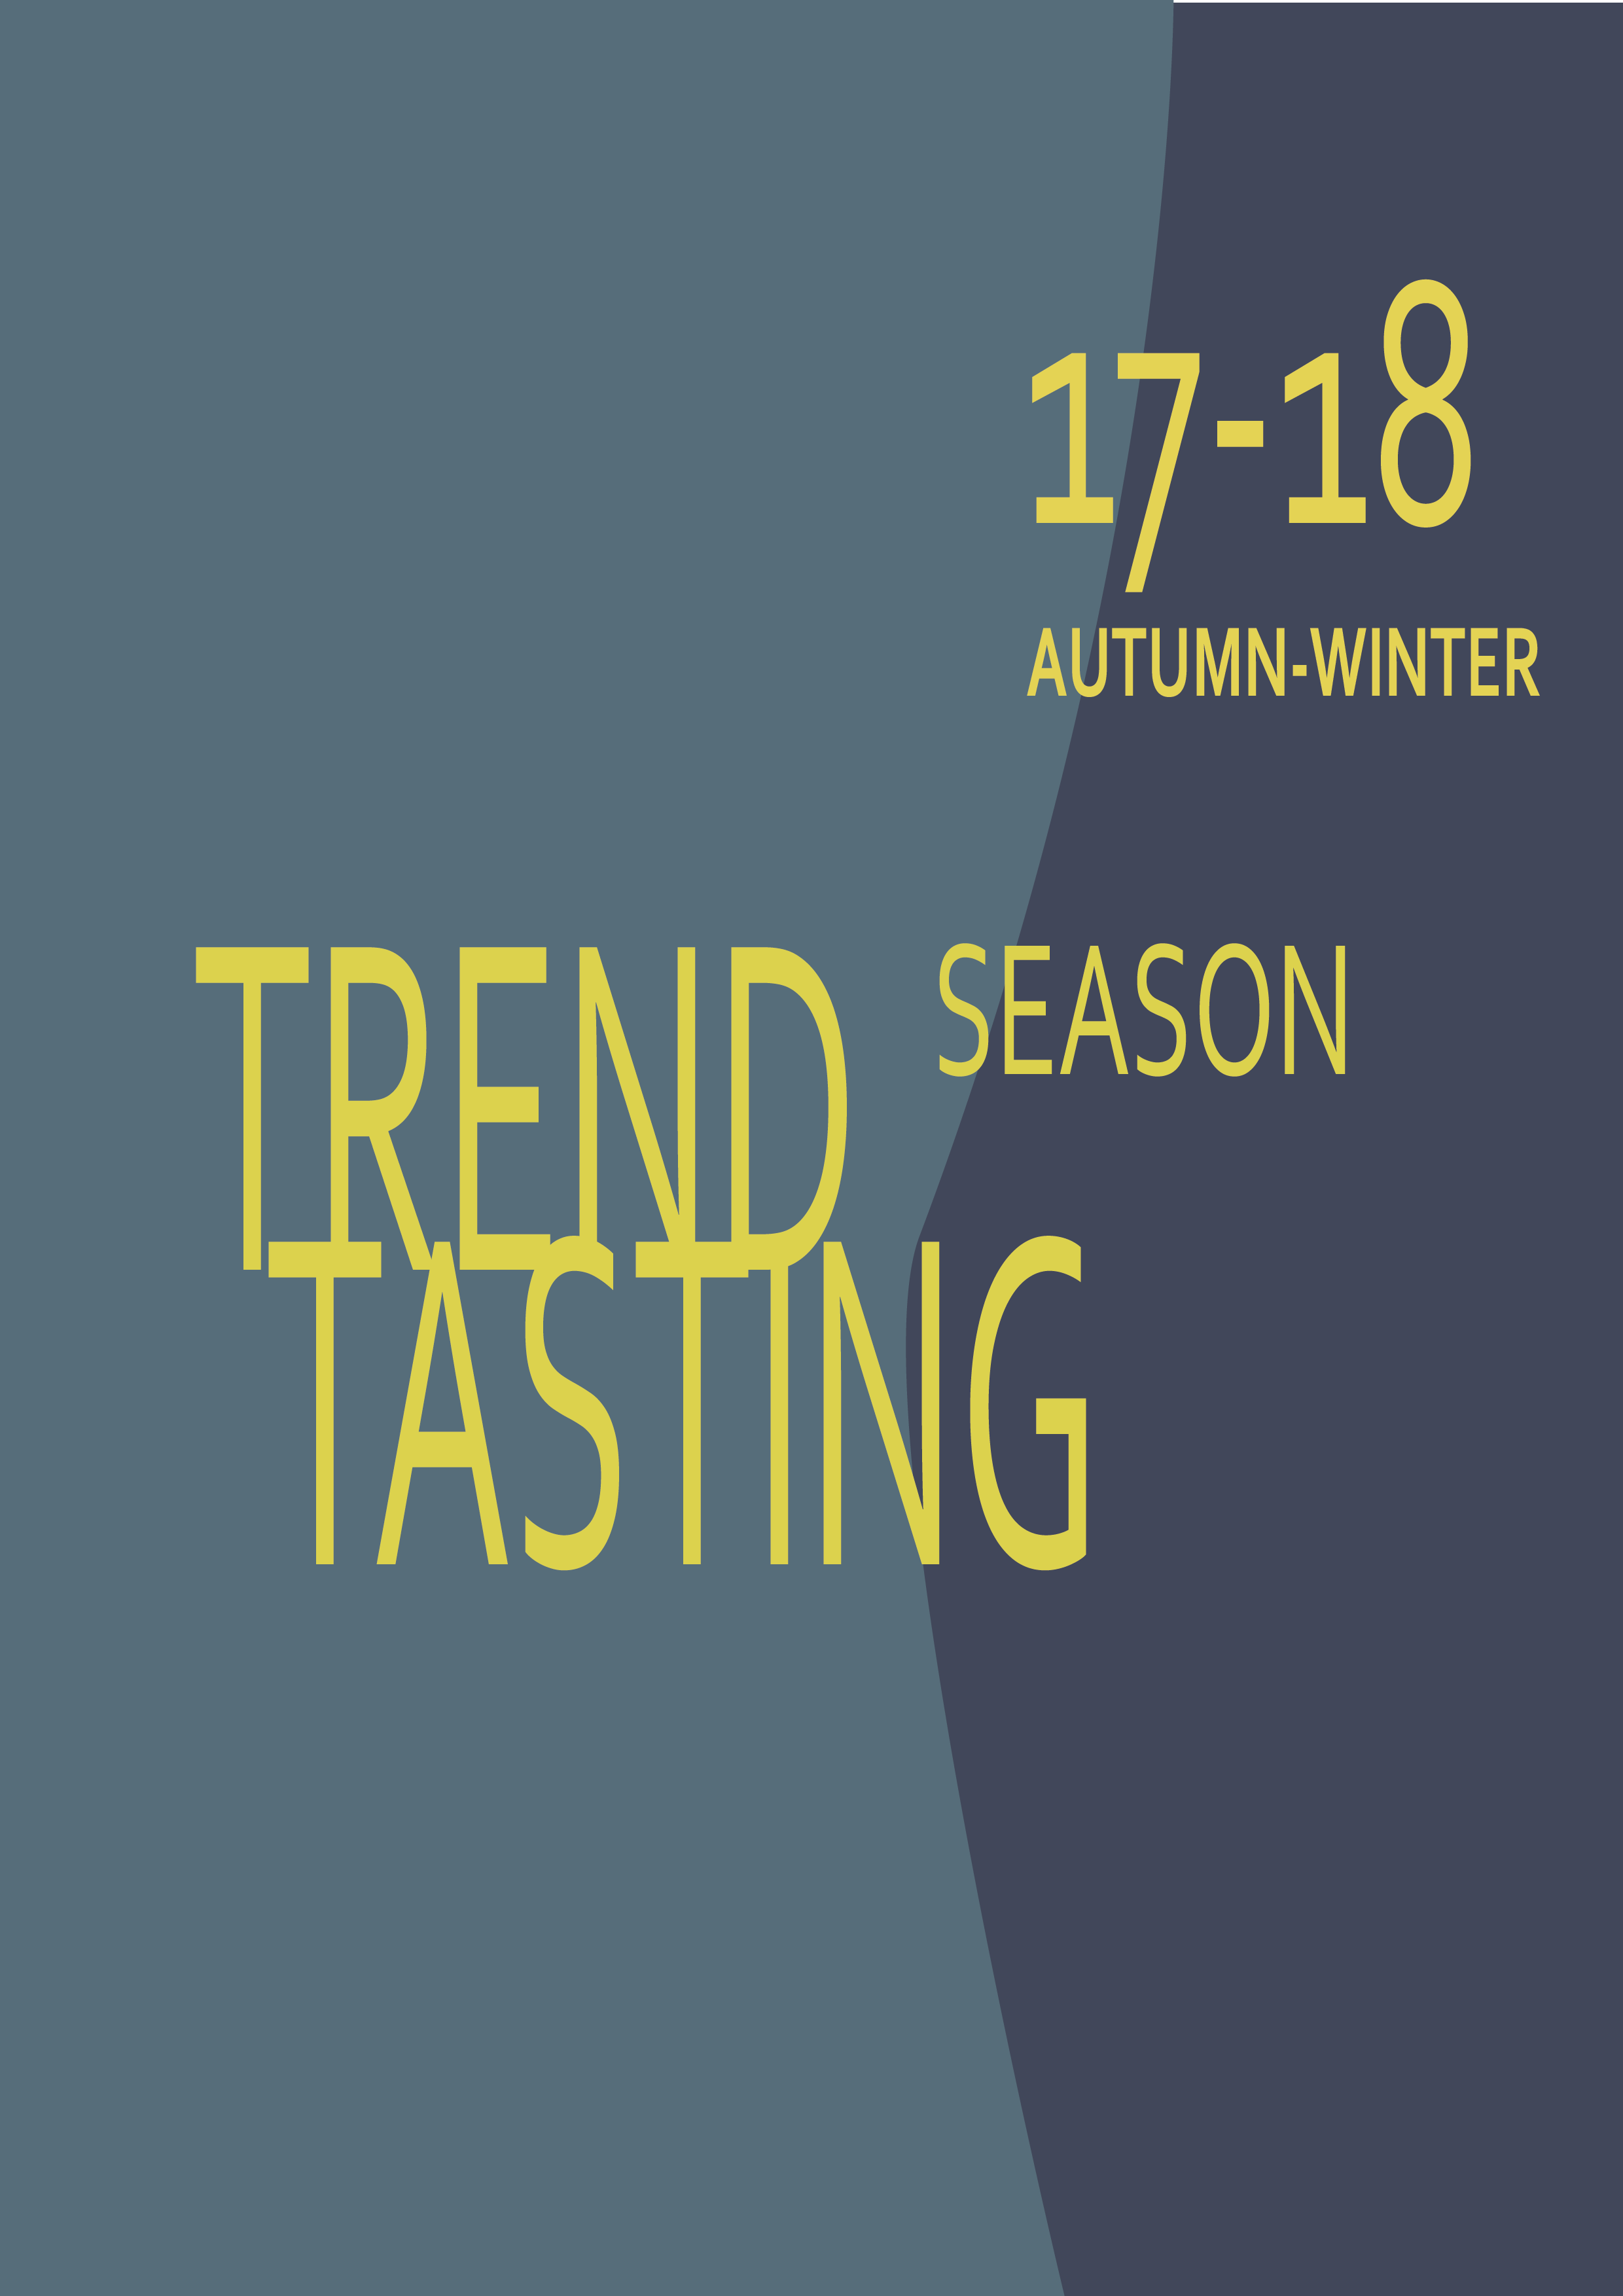 17-18
AUTUMN-WINTER
TREND
SEASON
TASTING